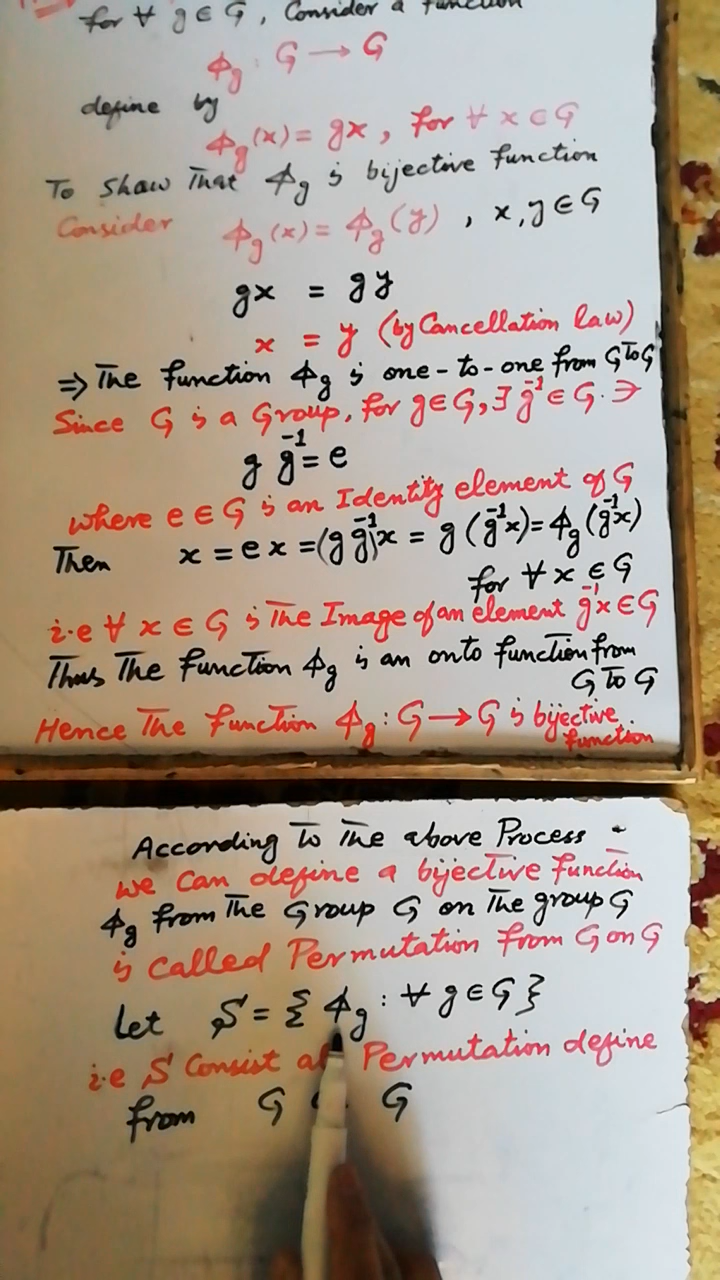 for ∀ g ∈ G, Consider a function
ϕg : G → G
define by
ϕg(x) = gx, for ∀ x ∈ G
To show That ϕg is bijective function
Consider ϕg(x) = ϕg(y), x, y ∈ G
gx = gy
x = y (by Cancellation law)
⇒ The function ϕg is one-to-one from G To G
Since G is a Group, for g ∈ G, ∃ g⁻¹ ∈ G. ∋
g g⁻¹ = e
where e ∈ G is an Identity element of G
Then x = ex = (g g⁻¹)x = g(g⁻¹x) = ϕg(g⁻¹x)
for ∀ x ∈ G
i.e ∀ x ∈ G is The Image of an element g⁻¹x ∈ G
Thus The function ϕg is an onto function from
G To G
Hence The function ϕg : G → G is bijective
function
According To The above Process -
we Can define a bijective function
ϕg from The Group G on The group G
is called Permutation from G on G
Let S = { ϕg : ∀ g ∈ G }
i.e S Consist Permutation define
from G G